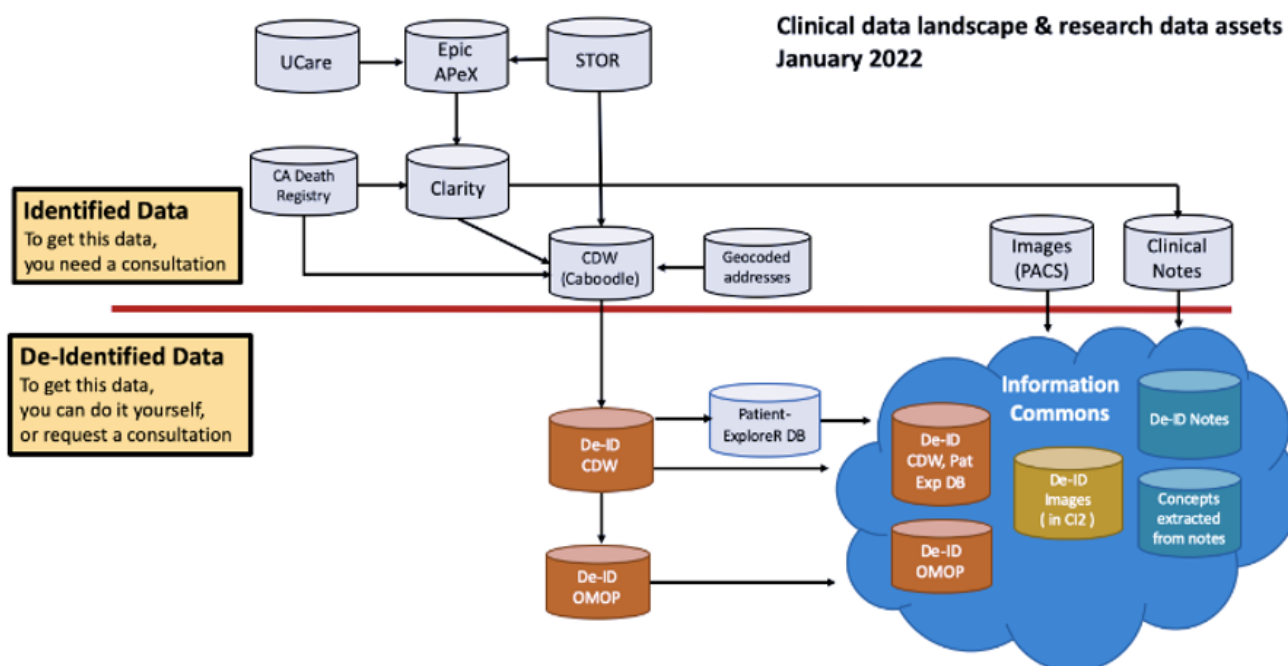 Clinical data landscape & research data assets
January 2022
UCare
Epic
APeX
STOR
CA Death
Registry
Clarity
Identified Data
To get this data,
you need a consultation
CDW
(Caboodle)
Geocoded
addresses
Images
(PACS)
Clinical
Notes
De-Identified Data
To get this data,
you can do it yourself,
or request a consultation
De-ID
CDW
Patient-
ExploreR DB
Information
Commons
De-ID
CDW, Pat
Exp DB
De-ID Notes
De-ID
Images
( in CI2 )
Concepts
extracted
from notes
De-ID
OMOP
De-ID
OMOP